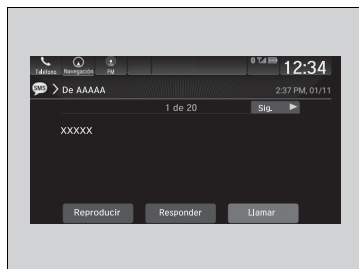 Teléfono Navegación FM 12:34
SMS De AAAAA 2:37 PM, 01/11
1 de 20 Sig.
XXXXX
Reproducir Responder Llamar